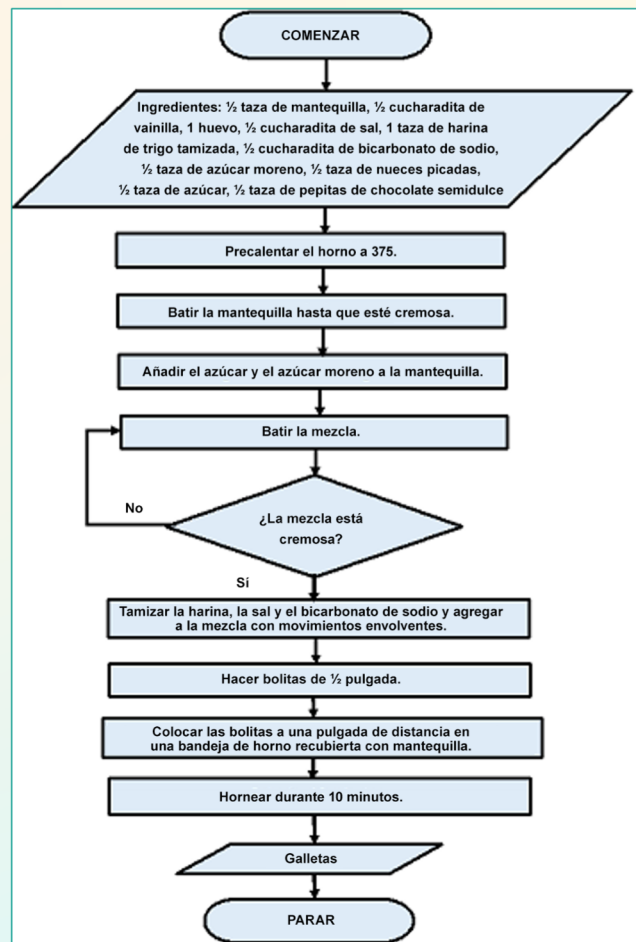 COMENZAR
Ingredientes: ½ taza de mantequilla, ½ cucharadita de
vainilla, 1 huevo, ½ cucharadita de sal, 1 taza de harina
de trigo tamizada, ½ cucharadita de bicarbonato de sodio,
½ taza de azúcar moreno, ½ taza de nueces picadas,
½ taza de azúcar, ½ taza de pepitas de chocolate semidulce
Precalentar el horno a 375.
Batir la mantequilla hasta que esté cremosa.
Añadir el azúcar y el azúcar moreno a la mantequilla.
Batir la mezcla.
No
¿La mezcla está
cremosa?
Sí
Tamizar la harina, la sal y el bicarbonato de sodio y agregar
a la mezcla con movimientos envolventes.
Hacer bolitas de ½ pulgada.
Colocar las bolitas a una pulgada de distancia en
una bandeja de horno recubierta con mantequilla.
Hornear durante 10 minutos.
Galletas
PARAR